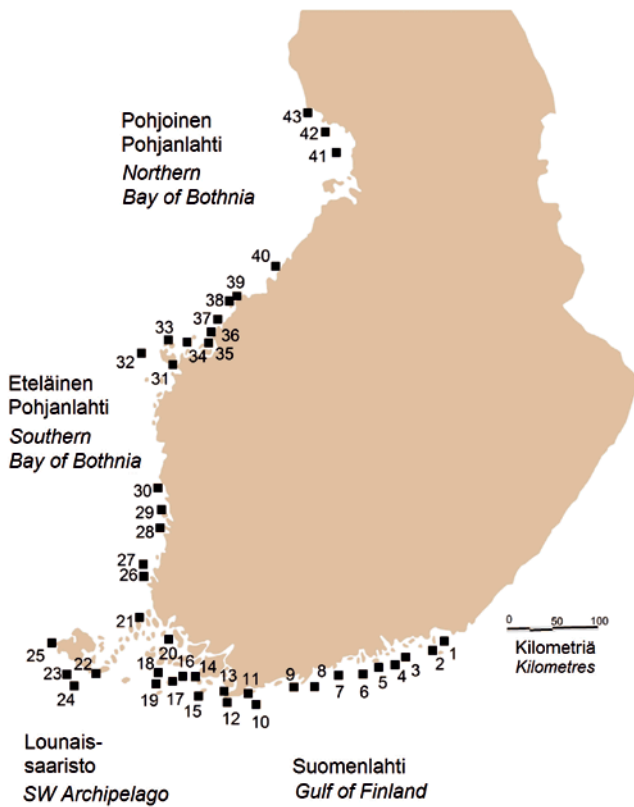 43
Pohjoinen
Pohjanlahti
42
41
Northern
Bay of Bothnia
40
39
38
37
33
36
34
35
32
31
Eteläinen
Pohjanlahti
Southern
Bay of Bothnia
30
29
28
27
26
21
0 50 100
Kilometriä
Kilometres
25
20
1
2
18 16 14
23 22
13 11 9 8 7 6 5 4
24
19 17
15
12 10
Lounais-
saaristo
SW Archipelago
Suomenlahti
Gulf of Finland